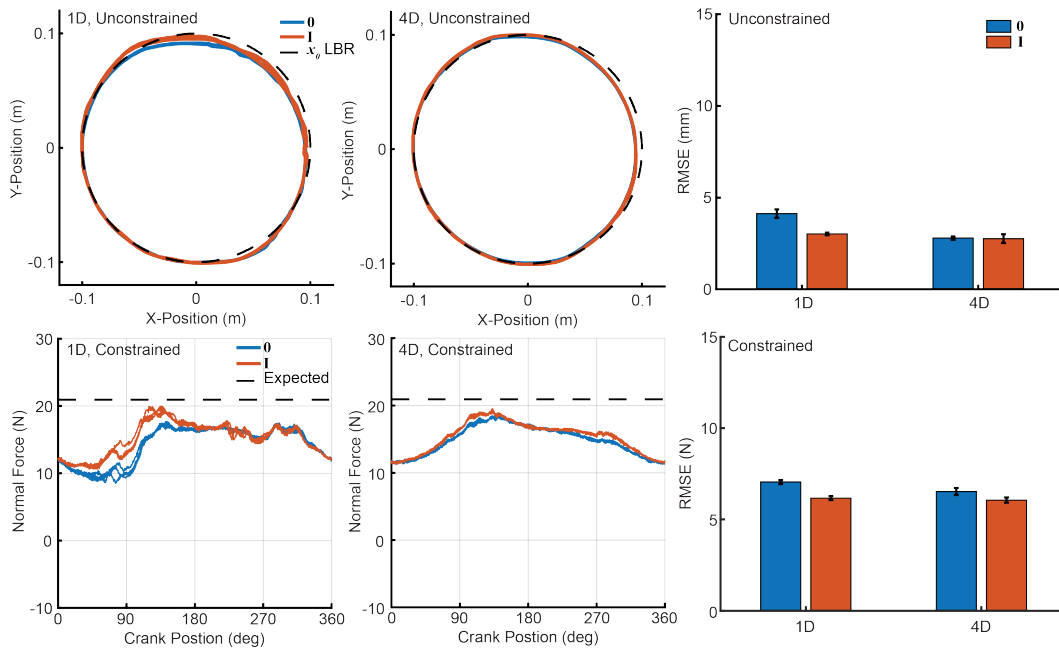 1D, Unconstrained
0
I
x0 LBR
0.1
0
-0.1
Y-Position (m)
-0.1
0
0.1
X-Position (m)
4D, Unconstrained
0.1
0
-0.1
Y-Position (m)
-0.1
0
0.1
X-Position (m)
Unconstrained
0
I
15
10
5
0
RMSE (mm)
1D
4D
1D, Constrained
0
I
Expected
30
20
10
0
-10
Normal Force (N)
0
90
180
270
360
Crank Postion (deg)
4D, Constrained
30
20
10
0
-10
Normal Force (N)
0
90
180
270
360
Crank Postion (deg)
Constrained
15
10
5
0
RMSE (N)
1D
4D